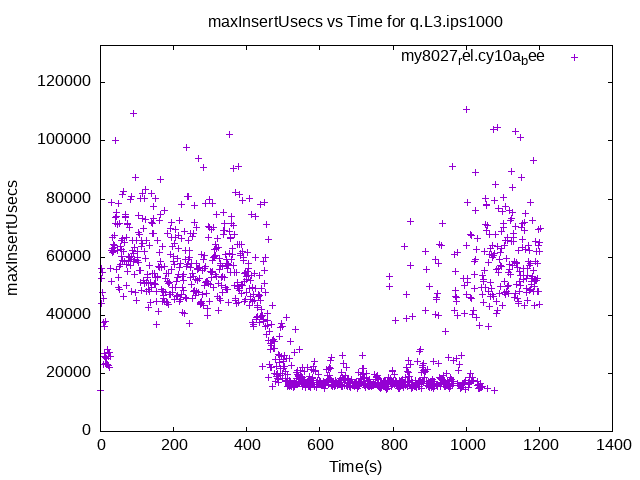 maxInsertUsecs vs Time for q.L3.ips1000
my8027rel.cy10abee
120000
100000
80000
60000
40000
20000
0
maxInsertUsecs
0 200 400 600 800 1000 1200 1400
Time(s)